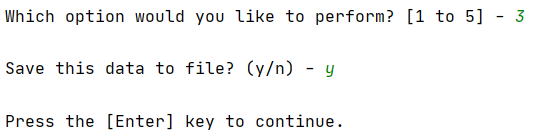 Which option would you like to perform? [1 to 5] - 3
Save this data to file? (y/n) - y
Press the [Enter] key to continue.